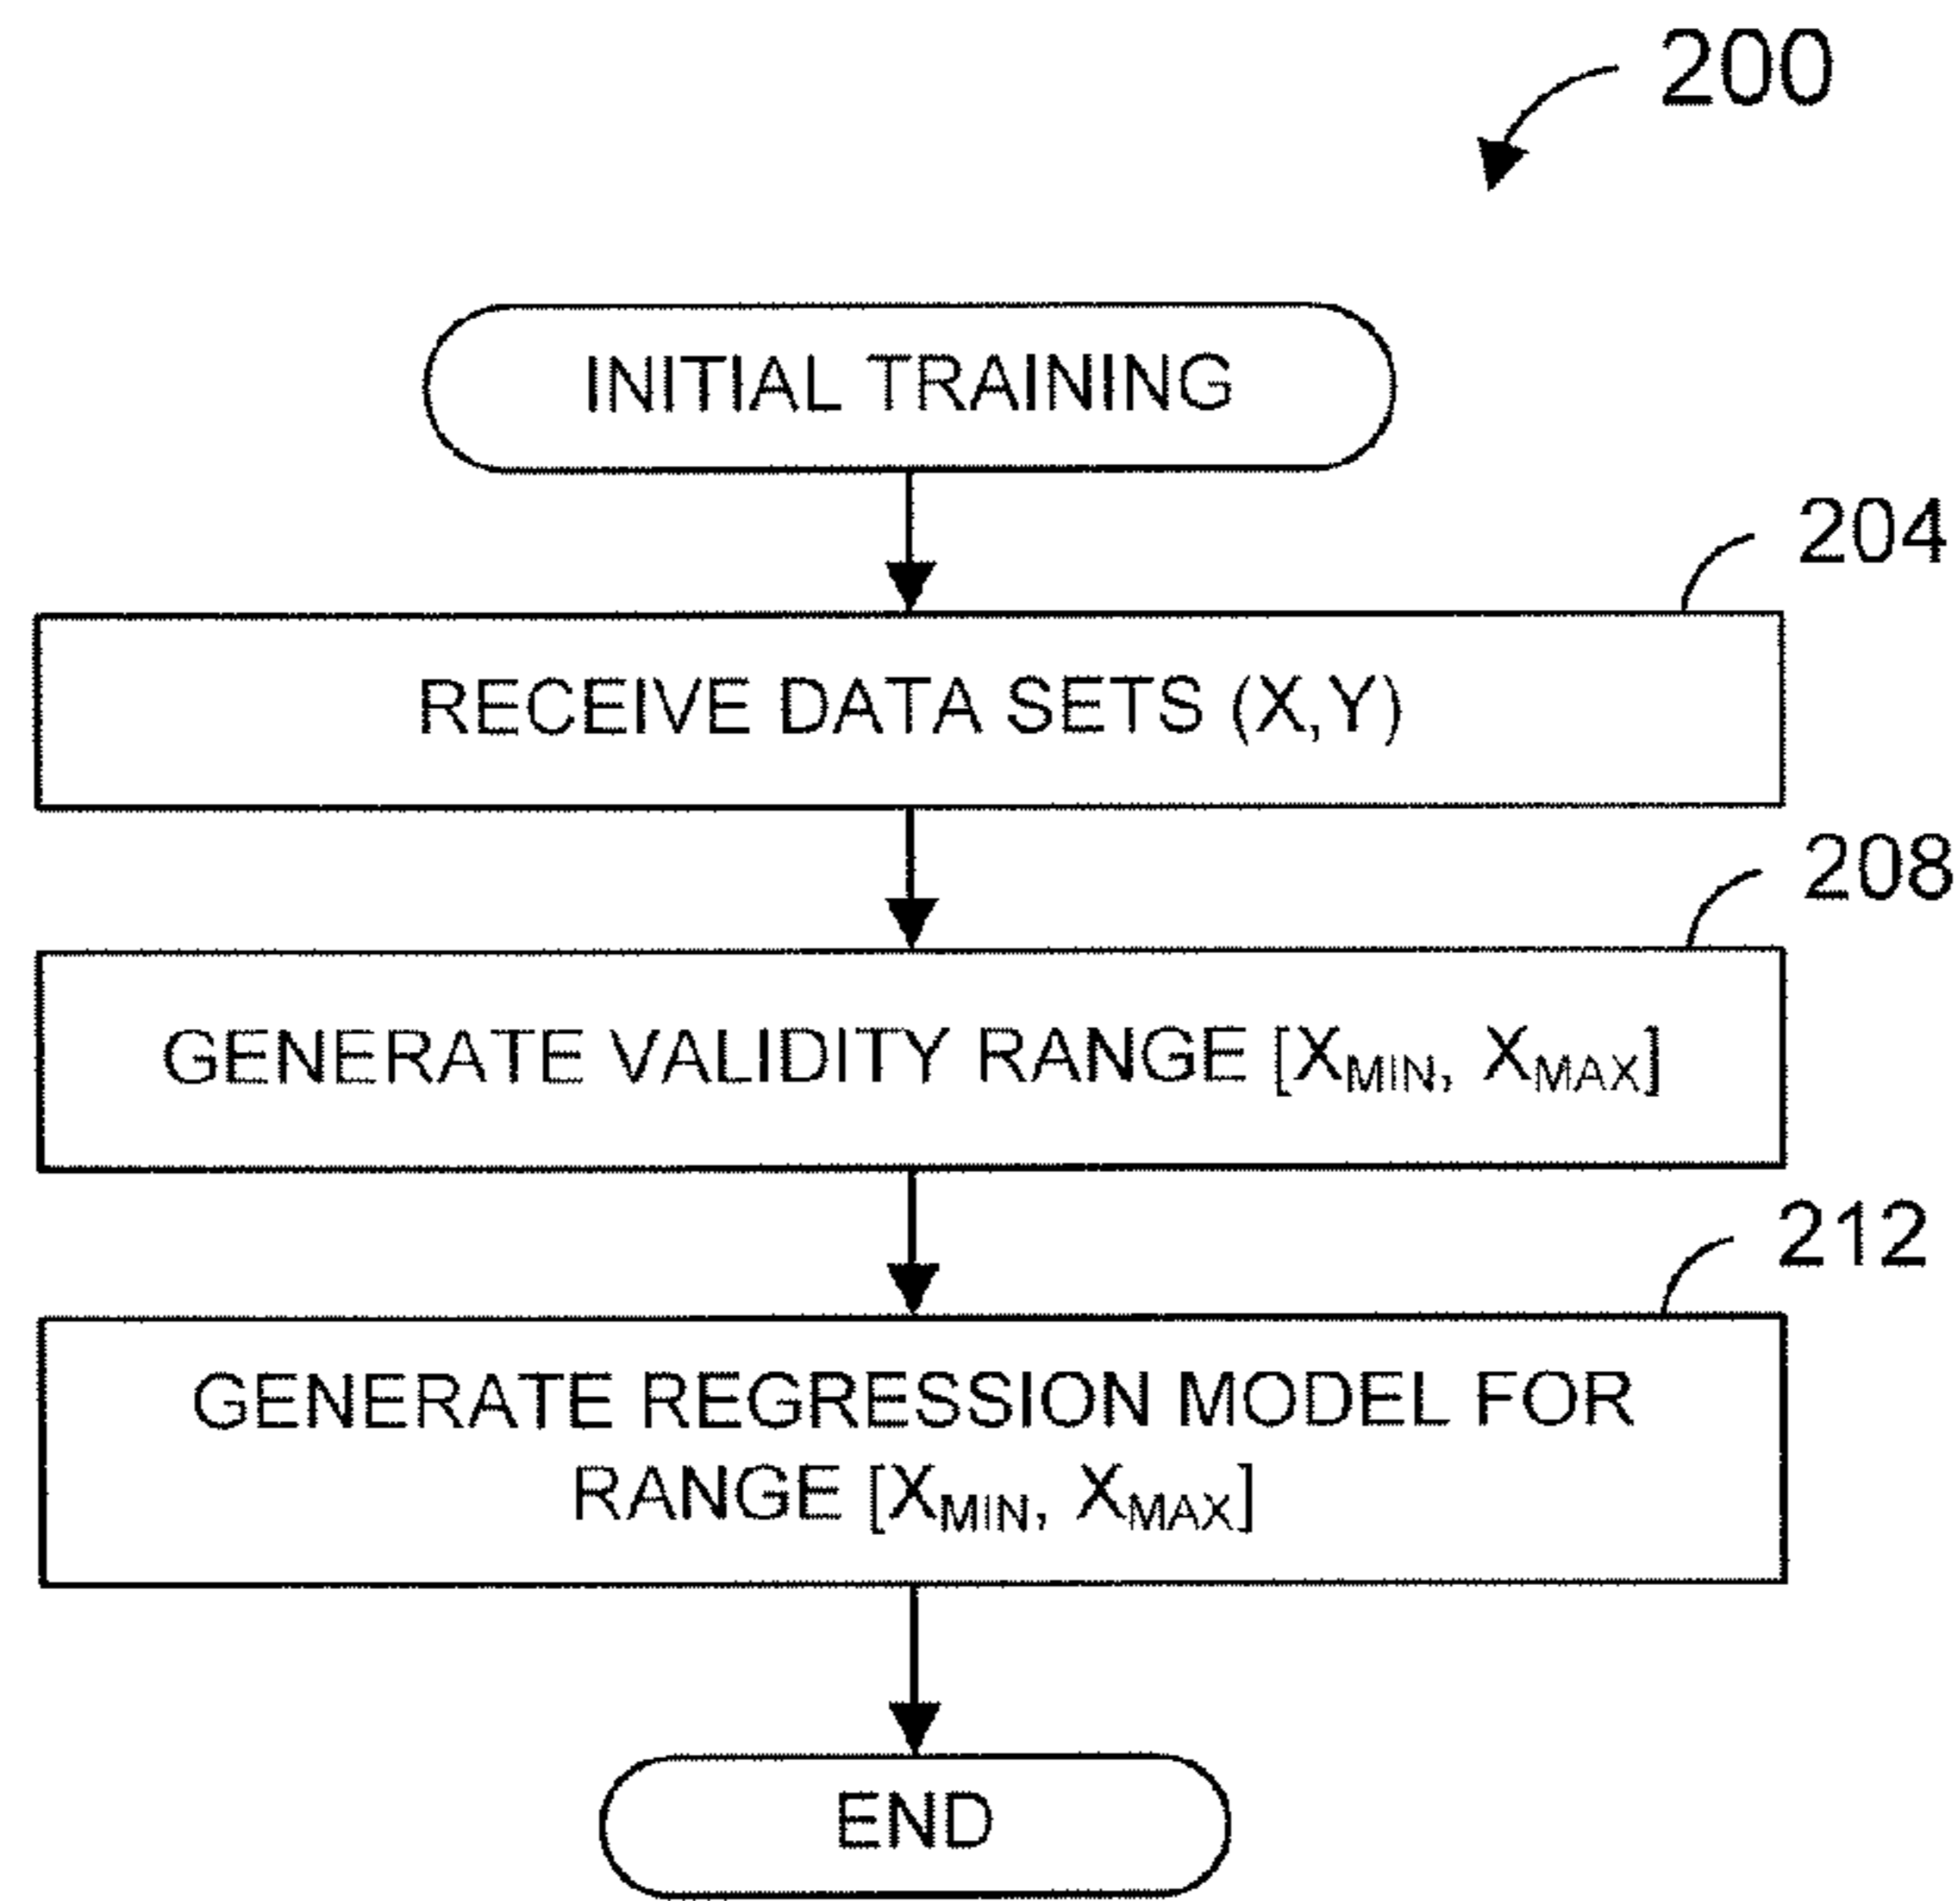 200
INITIAL TRAINING
204
RECEIVE DATA SETS (X,Y)
208
GENERATE VALIDITY RANGE [XMIN, XMAX]
212
GENERATE REGRESSION MODEL FOR
RANGE [XMIN, XMAX]
END